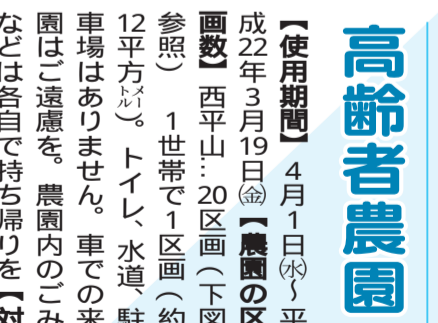 高齢者農園
【使用期間】 4月1日㈬〜平
成22年3月19日㈮【農園の区
画数】 西平山…20区画(下図
参照) 1世帯で1区画(約
12平方㍍)。トイレ、水道、駐
車場はありません。車での来
園はご遠慮を。農園内のごみ
などは各自で持ち帰りを【対